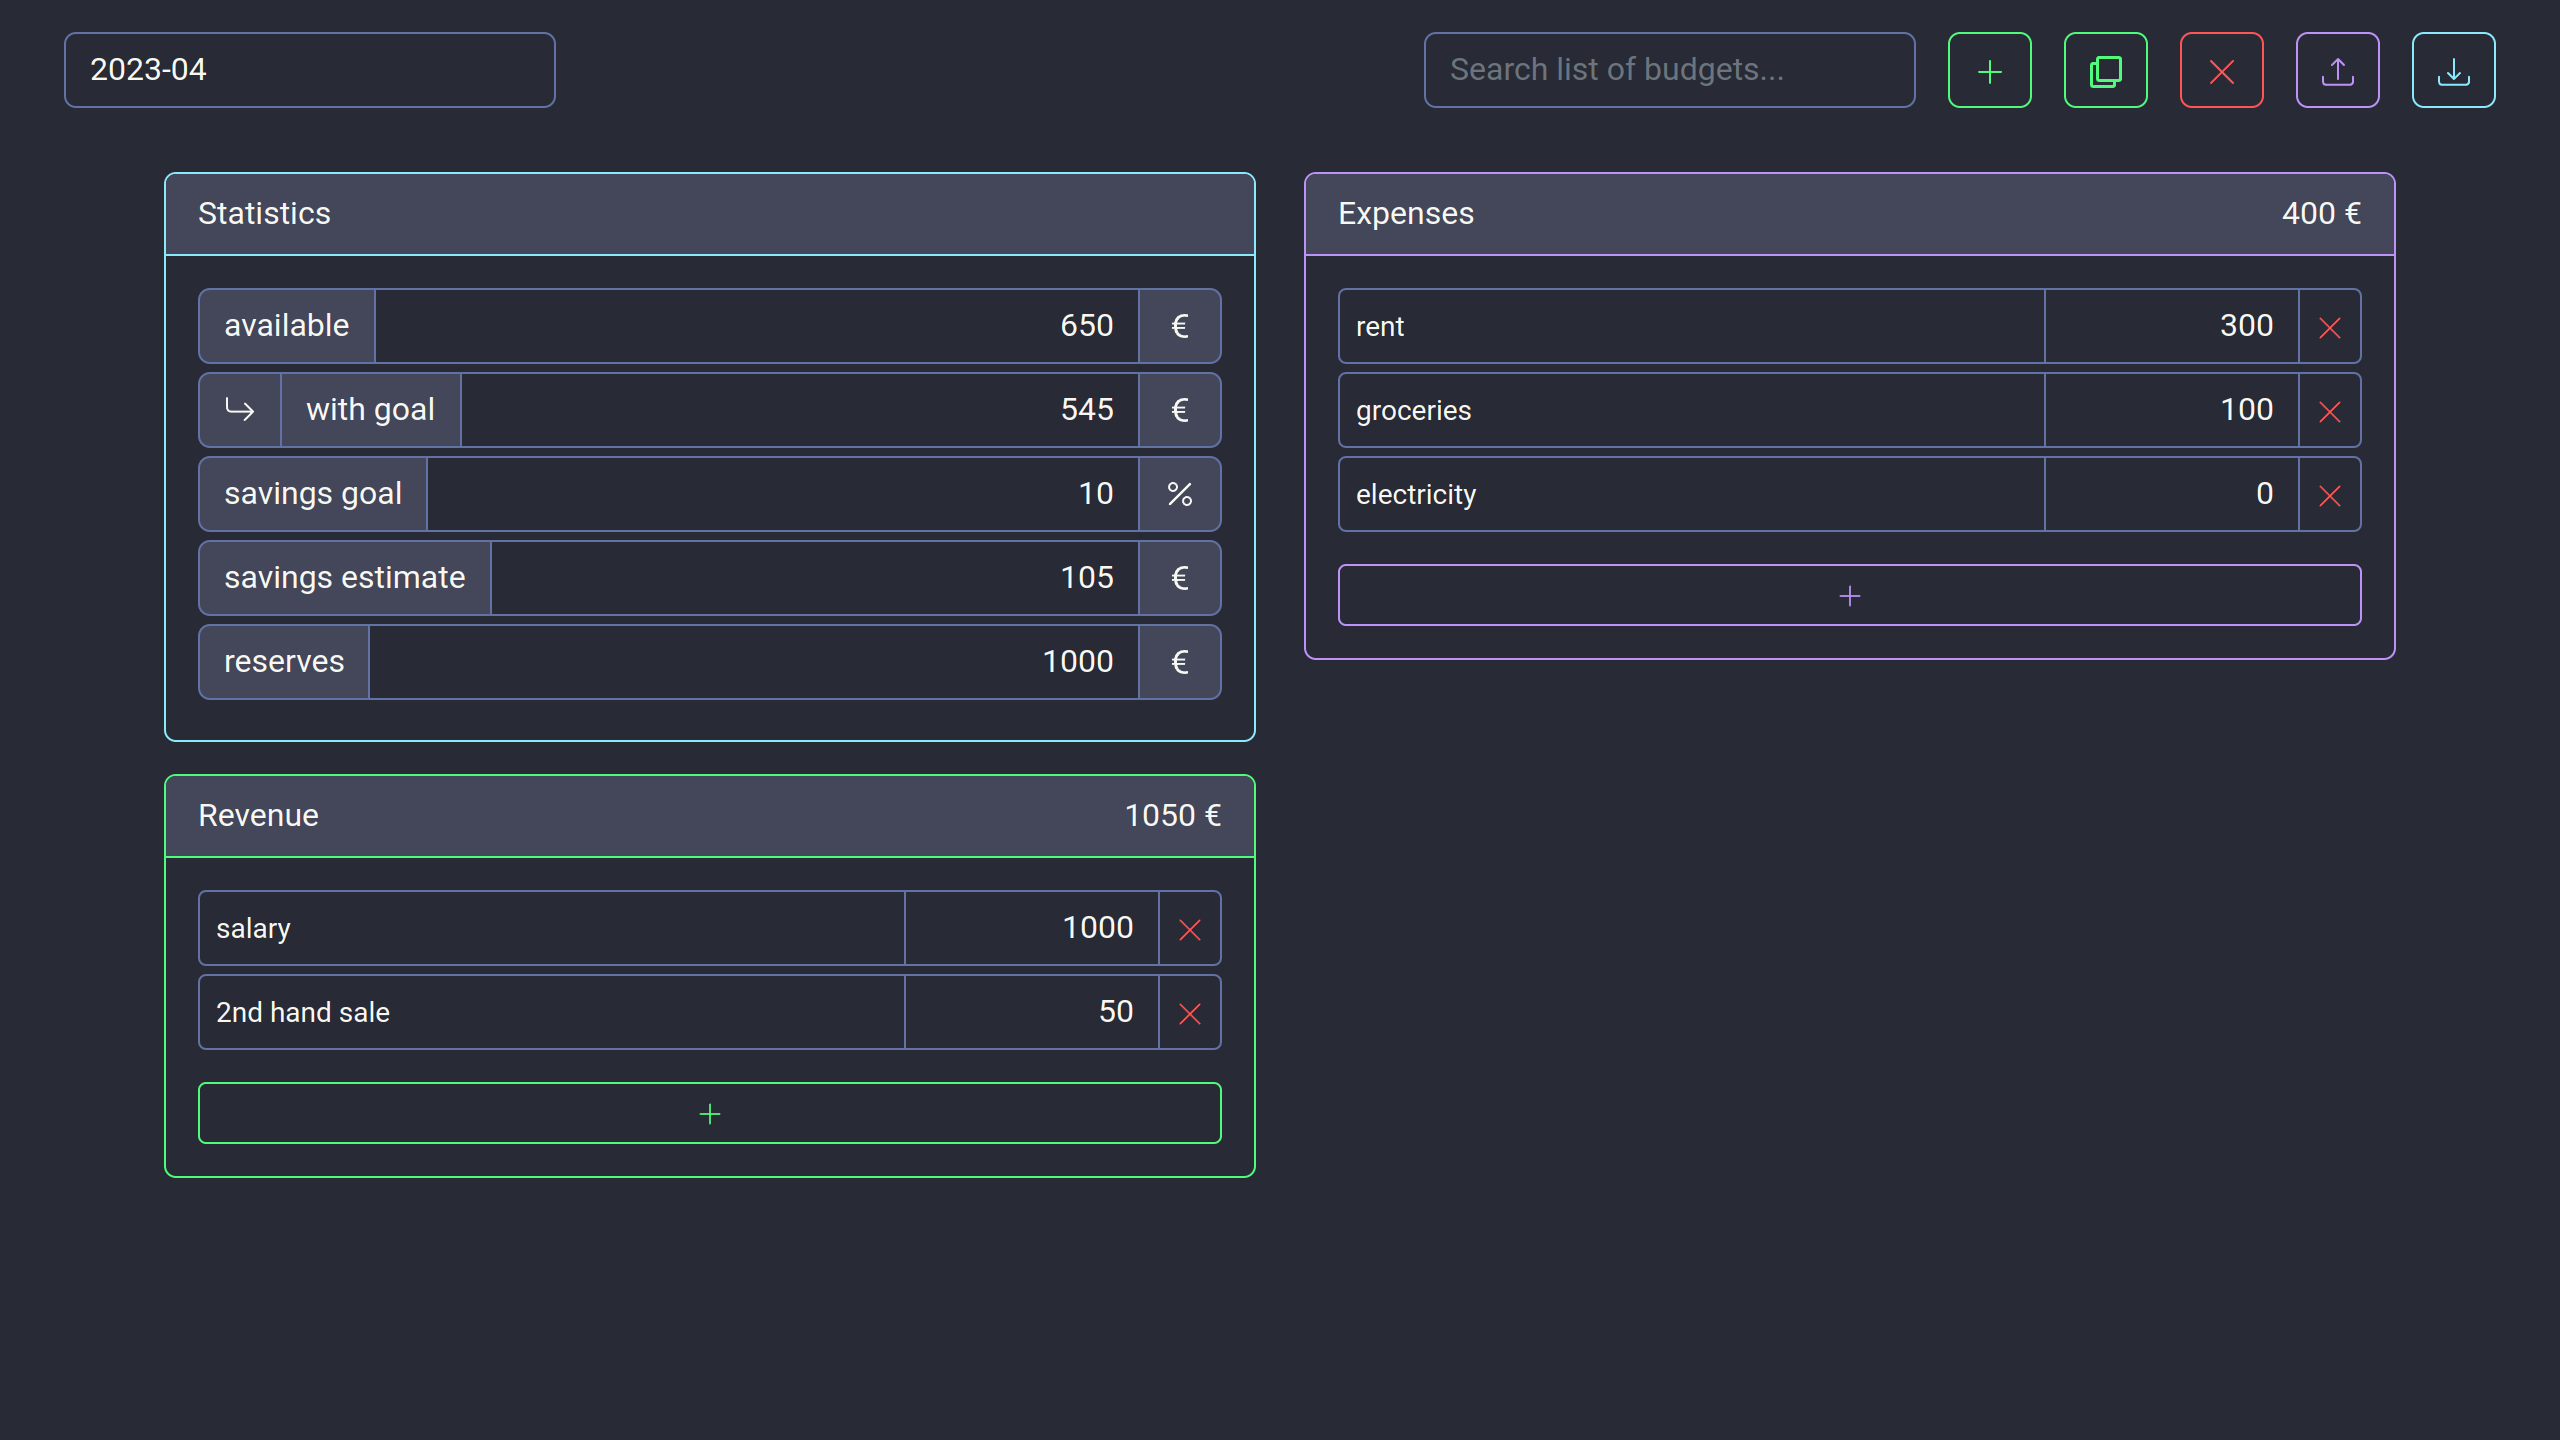 2023-04
Search list of budgets...
Statistics
available 650 €
with goal 545 €
savings goal 10 %
savings estimate 105 €
reserves 1000 €
Revenue 1050 €
salary 1000
2nd hand sale 50
Expenses 400 €
rent 300
groceries 100
electricity 0